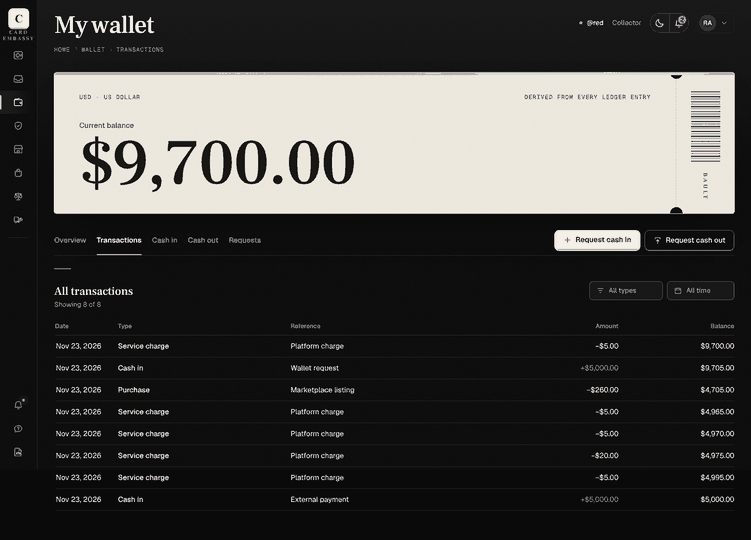 C
CARD
EMBASSY
My wallet
@red
Collector
RA
HOME
WALLET
TRANSACTIONS
USD · US DOLLAR
DERIVED FROM EVERY LEDGER ENTRY
Current balance
$9,700.00
VAULT
Overview
Transactions
Cash in
Cash out
Requests
+ Request cash in
Request cash out
All transactions
Showing 8 of 8
All types
All time
Date Type Reference Amount Balance
Nov 23, 2026 Service charge Platform charge −$5.00 $9,700.00
Nov 23, 2026 Cash in Wallet request +$5,000.00 $9,705.00
Nov 23, 2026 Purchase Marketplace listing −$260.00 $4,705.00
Nov 23, 2026 Service charge Platform charge −$5.00 $4,965.00
Nov 23, 2026 Service charge Platform charge −$5.00 $4,970.00
Nov 23, 2026 Service charge Platform charge −$20.00 $4,975.00
Nov 23, 2026 Service charge Platform charge −$5.00 $4,995.00
Nov 23, 2026 Cash in External payment +$5,000.00 $5,000.00